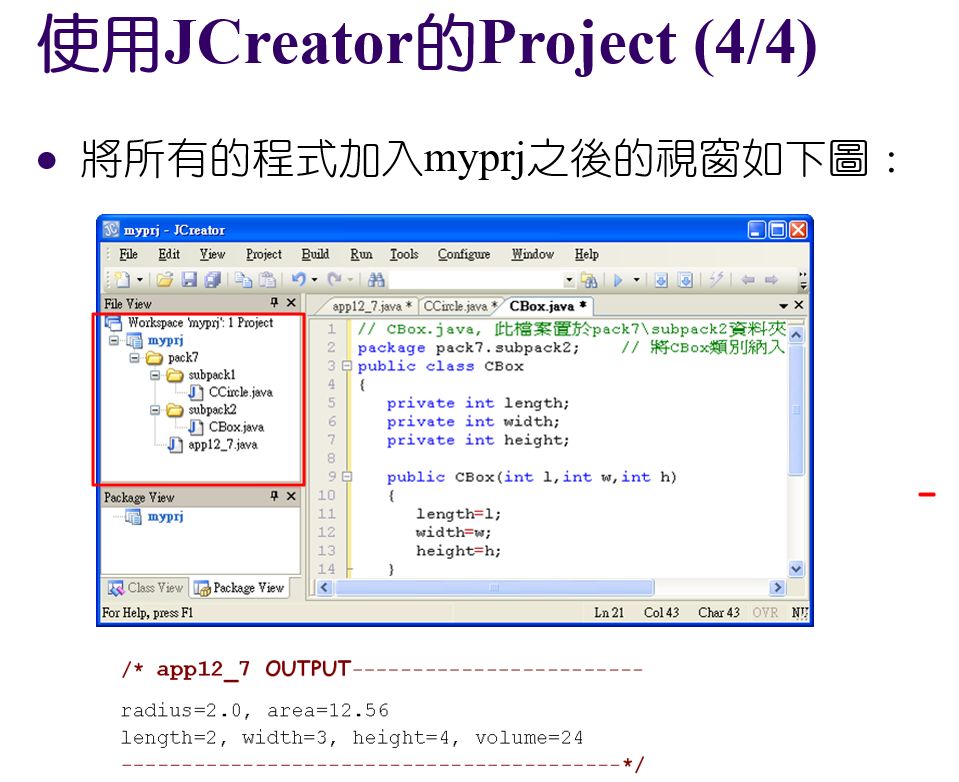 使用JCreator的Project (4/4)
● 將所有的程式加入myprj之後的視窗如下圖：
myprj - JCreator
File Edit View Project Build Run Tools Configure Window Help
File View
app12_7.java * CCircle.java * CBox.java *
Workspace 'myprj': 1 Project
myprj
pack7
subpack1
CCircle.java
subpack2
CBox.java
app12_7.java
Package View
myprj
Class View Package View
1 // CBox.java, 此檔案置於pack7\subpack2資料夾
2 package pack7.subpack2; // 將CBox類別納入
3 public class CBox
4 {
5 private int length;
6 private int width;
7 private int height;
8
9 public CBox(int l,int w,int h)
10 {
11 length=l;
12 width=w;
13 height=h;
14 }
For Help, press F1 Ln 21 Col 43 Char 43 OVR
/* app12_7 OUTPUT------------------------
radius=2.0, area=12.56
length=2, width=3, height=4, volume=24
-----------------------------------------*/